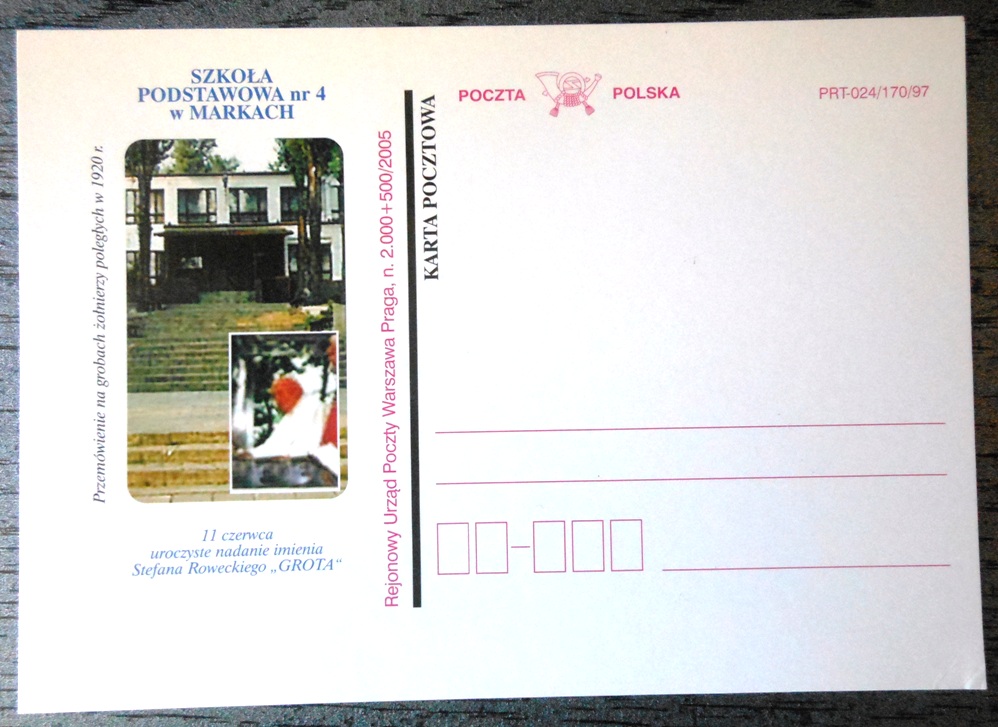 SZKOŁA
PODSTAWOWA nr 4
w MARKACH
Przemówienie na grobach żołnierzy poległych w 1920 r.
11 czerwca
uroczyste nadanie imienia
Stefana Roweckiego „GROTA“
Rejonowy Urząd Poczty Warszawa Praga, n. 2.000+500/2005
KARTA POCZTOWA
POCZTA POLSKA
PRT-024/170/97